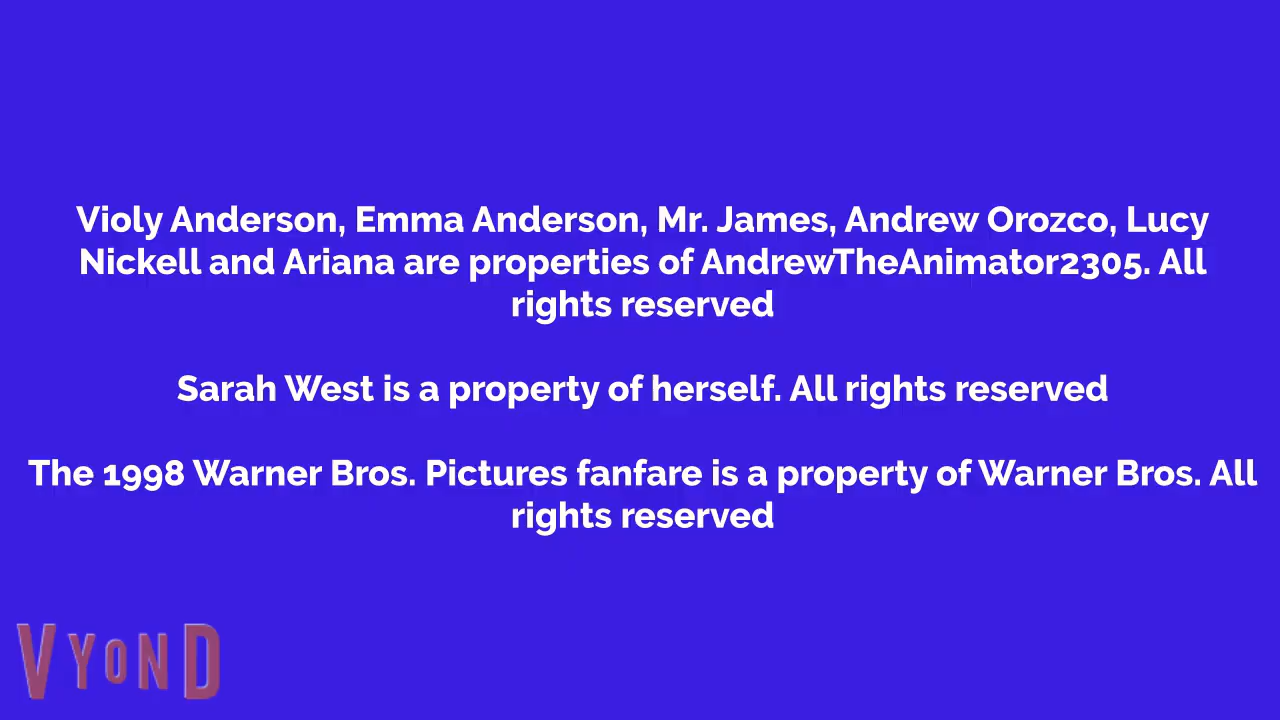 Violy Anderson, Emma Anderson, Mr. James, Andrew Orozco, Lucy
Nickell and Ariana are properties of AndrewTheAnimator2305. All
rights reserved
Sarah West is a property of herself. All rights reserved
The 1998 Warner Bros. Pictures fanfare is a property of Warner Bros. All
rights reserved
VYOND